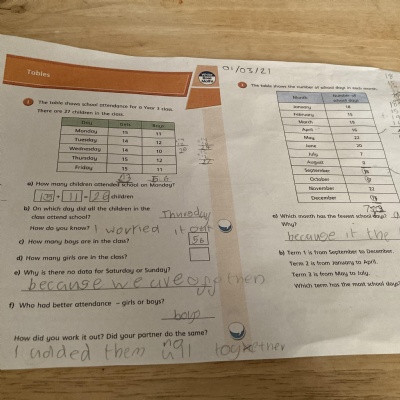 Tables
1 The table shows school attendance for a Year 3 class.
There are 27 children in the class.
Day Girls Boys
Monday 15 11
Tuesday 14 12
Wednesday 14 10
Thursday 15 12
Friday 15 11
a) How many children attended school on Monday?
15 + 11 = 26 children
b) On which day did all the children in the
class attend school?
Thursday
How do you know? I worried it out
c) How many boys are in the class?
56
d) How many girls are in the class?
e) Why is there no data for Saturday or Sunday?
because we are off then
f) Who had better attendance – girls or boys?
boys
How did you work it out? Did your partner do the same?
I added them all together
01/03/21
The table shows the number of school days in each month.
Month Number of school days
January 18
February 15
March
April
May 22
June 20
July 7
August 0
September
October
November 22
December
a) Which month has the fewest school days?
Why?
because it the
b) Term 1 is from September to December.
Term 2 is from January to April.
Term 3 is from May to July.
Which term has the most school days?